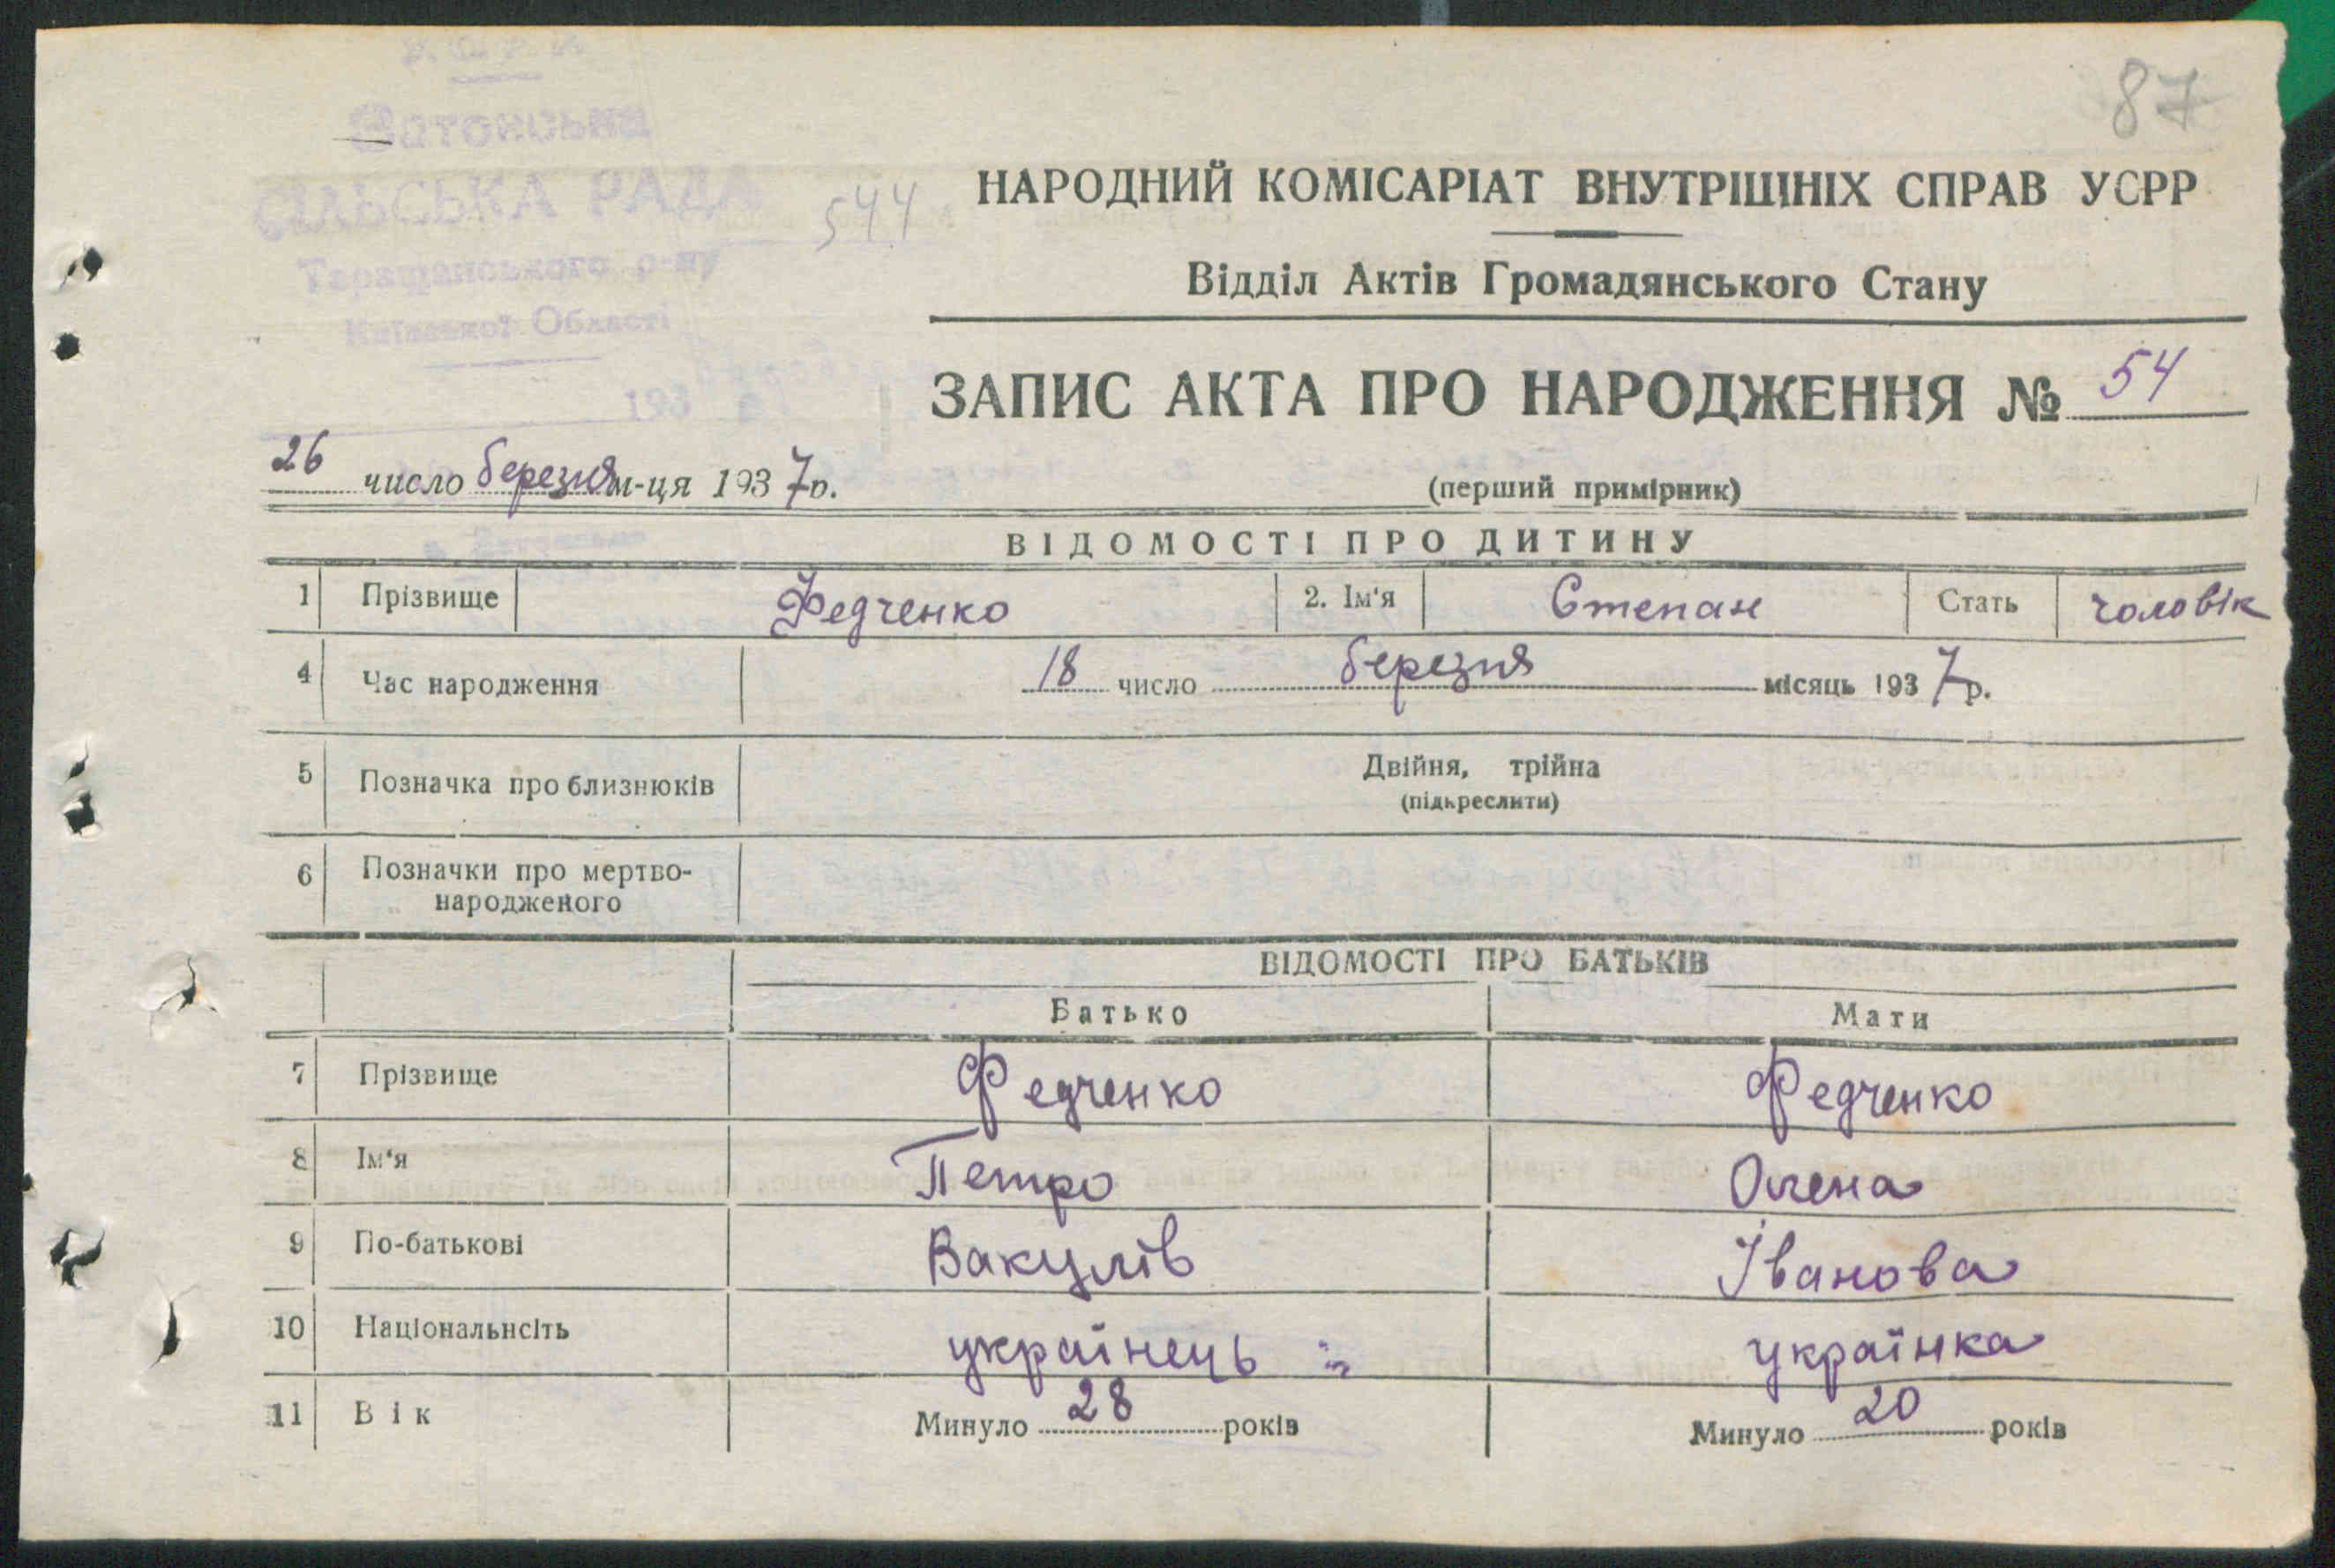 87
У.С.Р.Р.
СІЛЬСЬКА РАДА
Таращанського р-ну
Київської Області
193
544
НАРОДНИЙ КОМІСАРІАТ ВНУТРІШНІХ СПРАВ УСРР
Відділ Актів Громадянського Стану
ЗАПИС АКТА ПРО НАРОДЖЕННЯ № 54
26 число березня м-ця 1937р.
(перший примірник)
ВІДОМОСТІ ПРО ДИТИНУ
1 Прізвище Федченко 2. Ім'я Степан Стать чоловік
4 Час народження 18 число березня місяць 1937р.
5 Позначка про близнюків Двійня, трійна
(підкреслити)
6 Позначки про мертво-
народженого
ВІДОМОСТІ ПРО БАТЬКІВ
Батько Мати
7 Прізвище Федченко Федченко
8 Ім'я Петро Олена
9 По-батькові Вакулів Іванова
10 Національнсіть українець українка
11 Вік Минуло 28 років Минуло 20 років